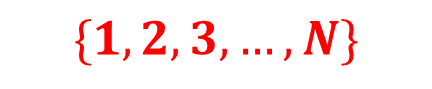 {1, 2, 3, ... , N}